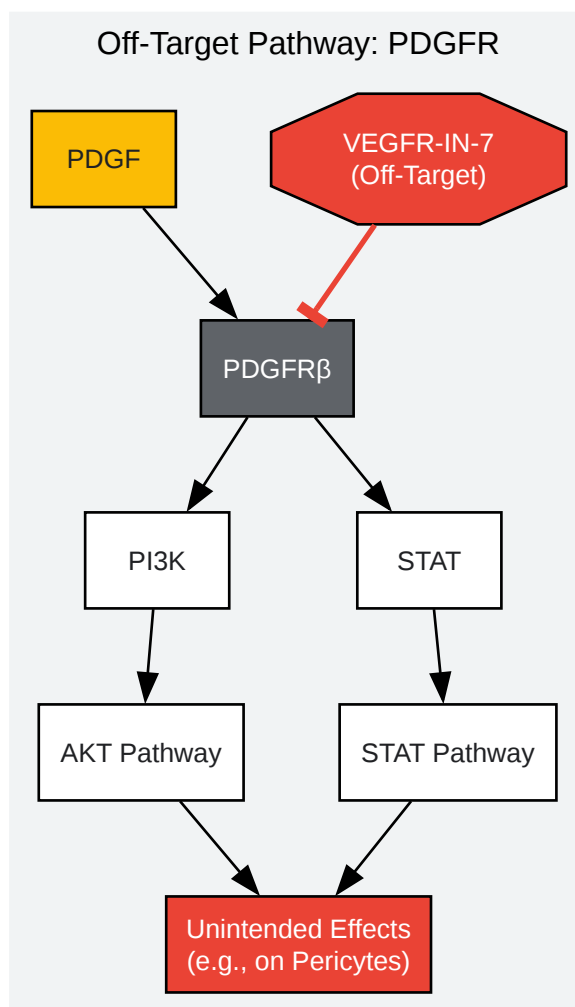 Off-Target Pathway: PDGFR
PDGF
VEGFR-IN-7
(Off-Target)
PDGFRβ
PI3K
STAT
AKT Pathway
STAT Pathway
Unintended Effects
(e.g., on Pericytes)